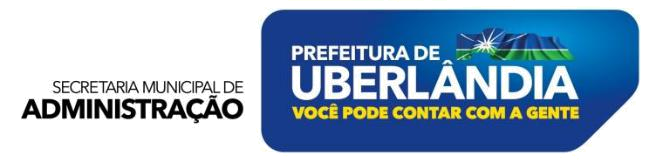 SECRETARIA MUNICIPAL DE
ADMINISTRAÇÃO
PREFEITURA DE
UBERLÂNDIA
VOCÊ PODE CONTAR COM A GENTE